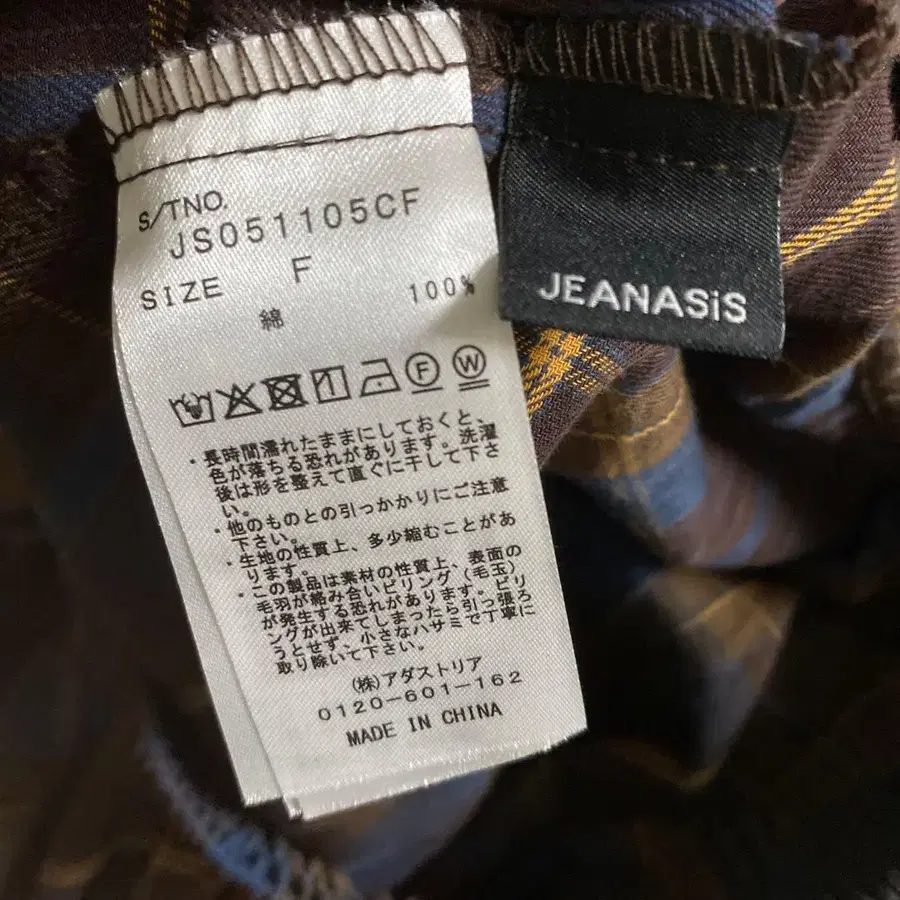 S/TNO.
JS051105CF
SIZE F
綿 100%
F W
・長時間濡れたままにしておくと、
色が落ちる恐れがあります。洗濯
後は形を整えて直ぐに干して下さ
い。
・他のものとの引っかかりにご注意
下さい。
・生地の性質上、多少縮むことがあ
ります。
・この製品は素材の性質上、表面の
毛羽が絡み合いピリング(毛玉)
が発生する恐れがあります。ピリ
ングが出来てしまったら引っ張ろ
うとせず、小さなハサミで丁寧に
取り除いて下さい。
(株)アダストリア
0120-601-162
MADE IN CHINA
JEANASiS